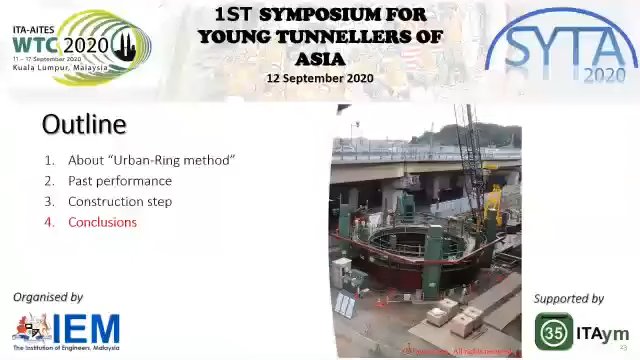 ITA-AITES
WTC 2020
11 - 17 September 2020
Kuala Lumpur, Malaysia
1ST SYMPOSIUM FOR
YOUNG TUNNELLERS OF
ASIA
12 September 2020
SYTA
2020
Outline
1. About “Urban-Ring method”
2. Past performance
3. Construction step
4. Conclusions
Organised by
IEM
The Institution of Engineers, Malaysia
Supported by
35 ITAym